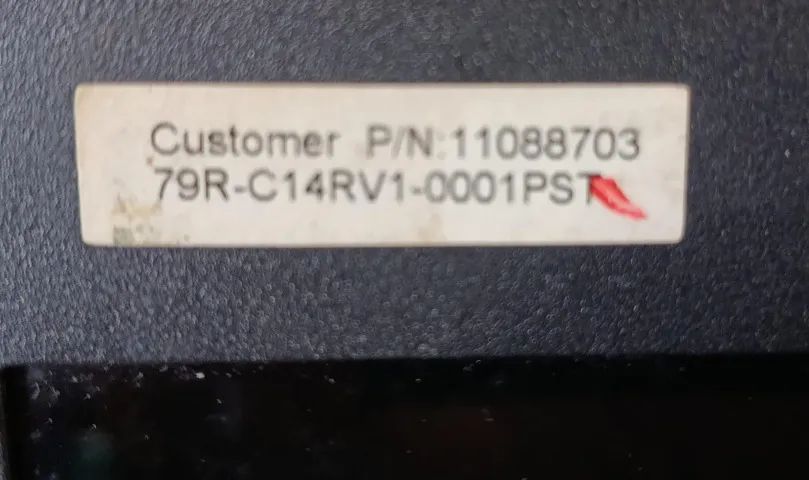 Customer P/N:11088703
79R-C14RV1-0001PST